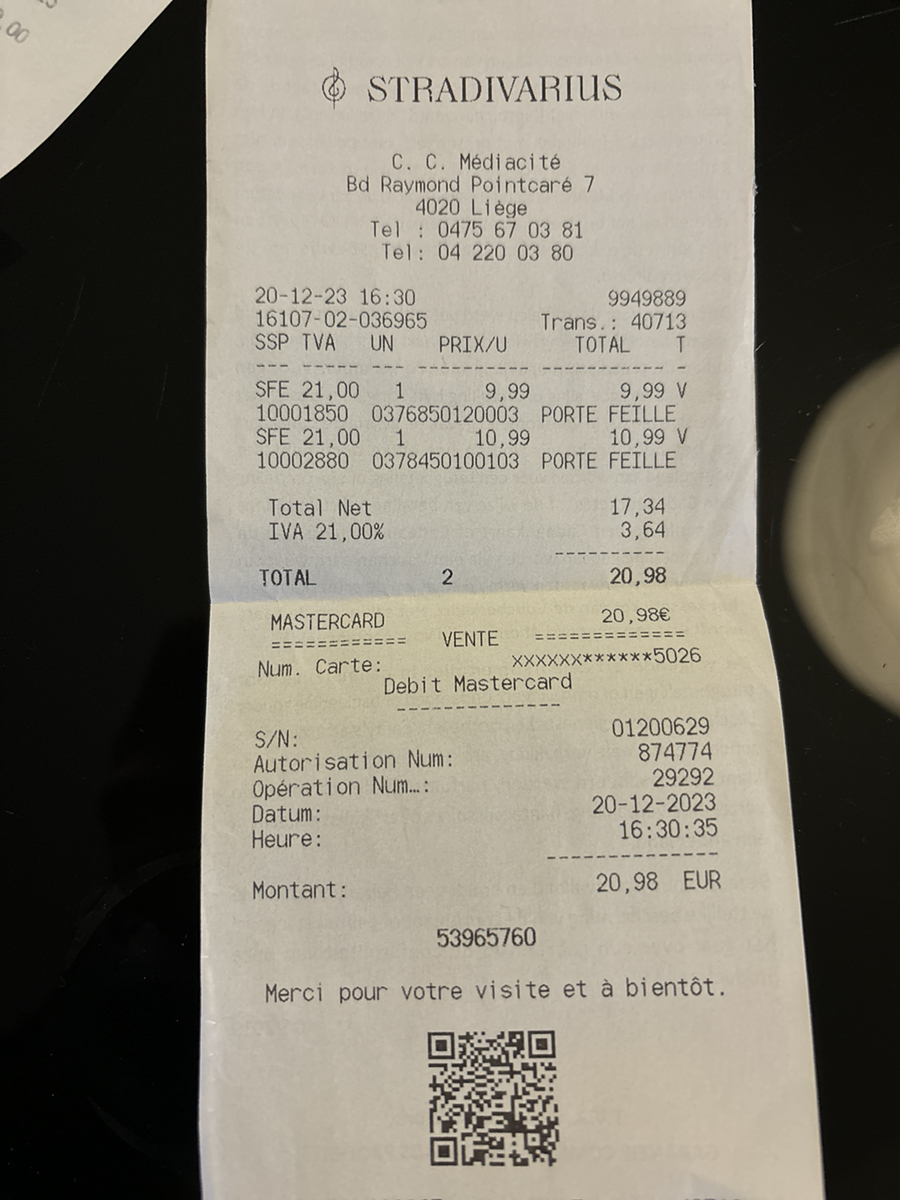 .00
STRADIVARIUS
C. C. Médiacité
Bd Raymond Pointcaré 7
4020 Liège
Tel : 0475 67 03 81
Tel: 04 220 03 80
20-12-23 16:30 9949889
16107-02-036965 Trans.: 40713
SSP TVA UN PRIX/U TOTAL T
--- ----- --- ---------- ----------- -
SFE 21,00 1 9,99 9,99 V
10001850 0376850120003 PORTE FEILLE
SFE 21,00 1 10,99 10,99 V
10002880 0378450100103 PORTE FEILLE
Total Net 17,34
IVA 21,00% 3,64
----------
TOTAL 2 20,98
MASTERCARD 20,98€
============ VENTE =============
Num. Carte: XXXXXX******5026
Debit Mastercard
--------------
S/N: 01200629
Autorisation Num: 874774
Opération Num…: 29292
Datum: 20-12-2023
Heure: 16:30:35
--------------
Montant: 20,98 EUR
53965760
Merci pour votre visite et à bientôt.